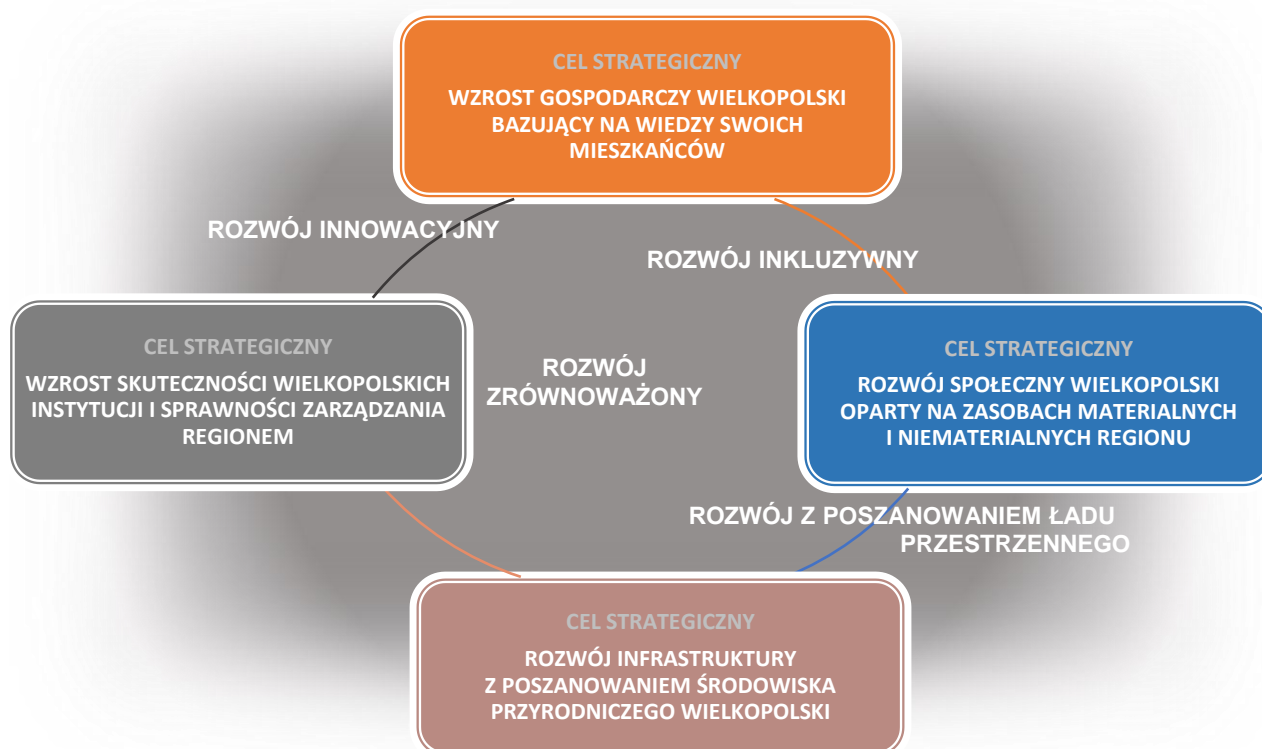 CEL STRATEGICZNY
WZROST GOSPODARCZY WIELKOPOLSKI
BAZUJĄCY NA WIEDZY SWOICH
MIESZKAŃCÓW
ROZWÓJ INNOWACYJNY
ROZWÓJ INKLUZYWNY
CEL STRATEGICZNY
WZROST SKUTECZNOŚCI WIELKOPOLSKICH
INSTYTUCJI I SPRAWNOŚCI ZARZĄDZANIA
REGIONEM
ROZWÓJ
ZRÓWNOWAŻONY
CEL STRATEGICZNY
ROZWÓJ SPOŁECZNY WIELKOPOLSKI
OPARTY NA ZASOBACH MATERIALNYCH
I NIEMATERIALNYCH REGIONU
ROZWÓJ Z POSZANOWANIEM ŁADU
PRZESTRZENNEGO
CEL STRATEGICZNY
ROZWÓJ INFRASTRUKTURY
Z POSZANOWANIEM ŚRODOWISKA
PRZYRODNICZEGO WIELKOPOLSKI